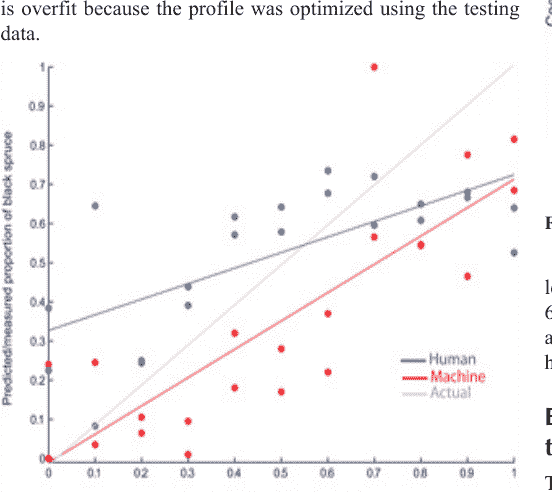 is overfit because the profile was optimized using the testing
data.
Predicted/measured proportion of black spruce
1
0.9
0.8
0.7
0.6
0.5
0.4
0.3
0.2
0.1
0
Human
Machine
Actual
0 0.1 0.2 0.3 0.4 0.5 0.6 0.7 0.8 0.9 1